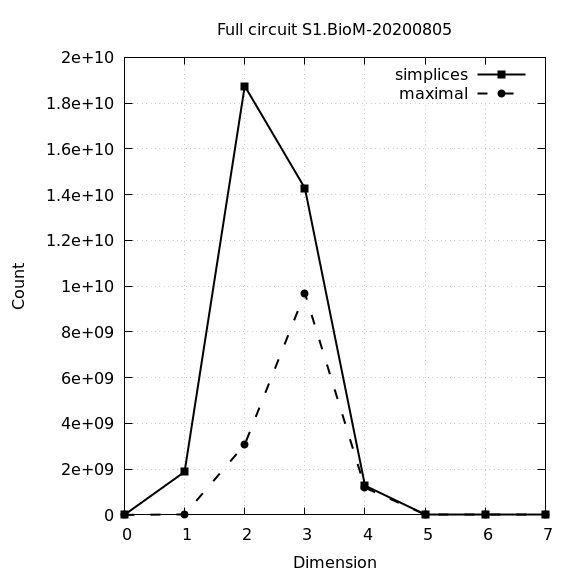 Full circuit S1.BioM-20200805
simplices
maximal
2e+10
1.8e+10
1.6e+10
1.4e+10
1.2e+10
1e+10
8e+09
6e+09
4e+09
2e+09
0
Count
0 1 2 3 4 5 6 7
Dimension